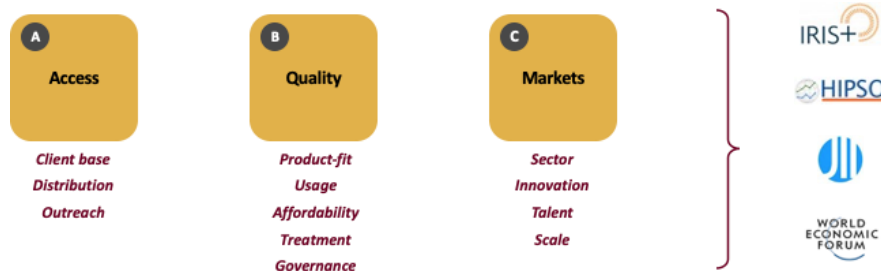 A
Access
Client base
Distribution
Outreach
B
Quality
Product-fit
Usage
Affordability
Treatment
Governance
C
Markets
Sector
Innovation
Talent
Scale
IRIS+
HIPSO
WORLD
ECONOMIC
FORUM